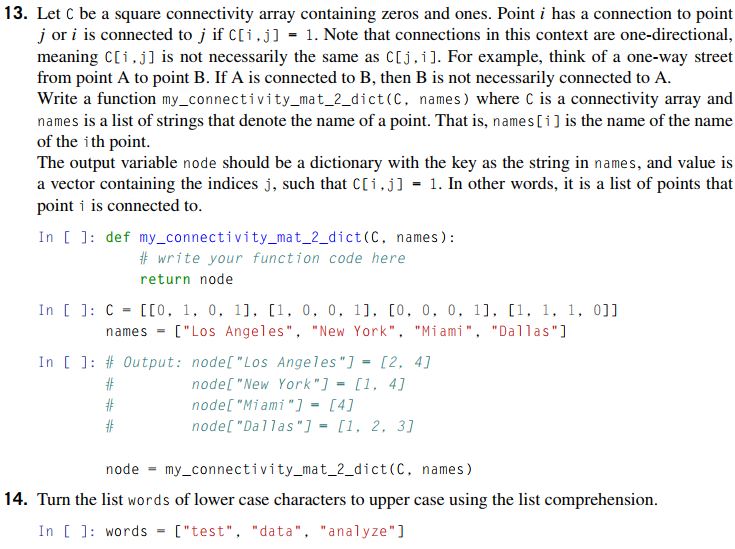 13. Let C be a square connectivity array containing zeros and ones. Point i has a connection to point
j or i is connected to j if C[i,j] = 1. Note that connections in this context are one-directional,
meaning C[i,j] is not necessarily the same as C[j,i]. For example, think of a one-way street
from point A to point B. If A is connected to B, then B is not necessarily connected to A.
Write a function my_connectivity_mat_2_dict(C, names) where C is a connectivity array and
names is a list of strings that denote the name of a point. That is, names[i] is the name of the name
of the ith point.
The output variable node should be a dictionary with the key as the string in names, and value is
a vector containing the indices j, such that C[i,j] = 1. In other words, it is a list of points that
point i is connected to.
In [ ]: def my_connectivity_mat_2_dict(C, names):
# write your function code here
return node
In [ ]: C = [[0, 1, 0, 1], [1, 0, 0, 1], [0, 0, 0, 1], [1, 1, 1, 0]]
names = ["Los Angeles", "New York", "Miami", "Dallas"]
In [ ]: # Output: node["Los Angeles"] = [2, 4]
# node["New York"] = [1, 4]
# node["Miami"] = [4]
# node["Dallas"] = [1, 2, 3]
node = my_connectivity_mat_2_dict(C, names)
14. Turn the list words of lower case characters to upper case using the list comprehension.
In [ ]: words = ["test", "data", "analyze"]